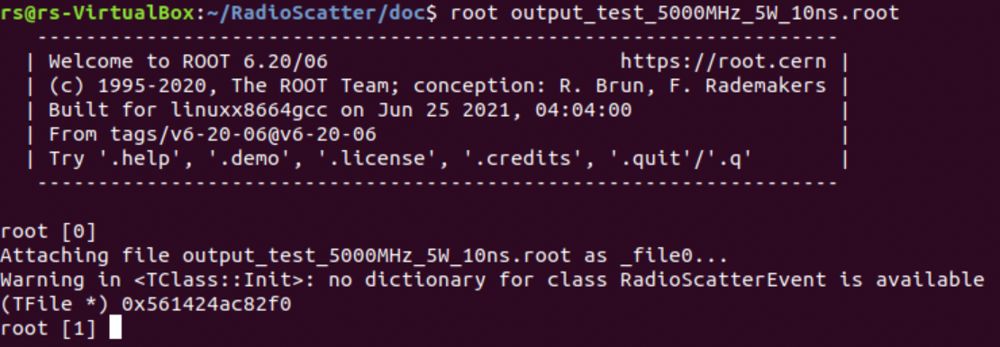 rs@rs-VirtualBox:~/RadioScatter/doc$ root output_test_5000MHz_5W_10ns.root
------------------------------------------------------------------
| Welcome to ROOT 6.20/06                        https://root.cern |
| (c) 1995-2020, The ROOT Team; conception: R. Brun, F. Rademakers |
| Built for linuxx8664gcc on Jun 25 2021, 04:04:00                 |
| From tags/v6-20-06@v6-20-06                                      |
| Try '.help', '.demo', '.license', '.credits', '.quit'/'.q'       |
------------------------------------------------------------------
root [0]
Attaching file output_test_5000MHz_5W_10ns.root as _file0...
Warning in <TClass::Init>: no dictionary for class RadioScatterEvent is available
(TFile *) 0x561424ac82f0
root [1]